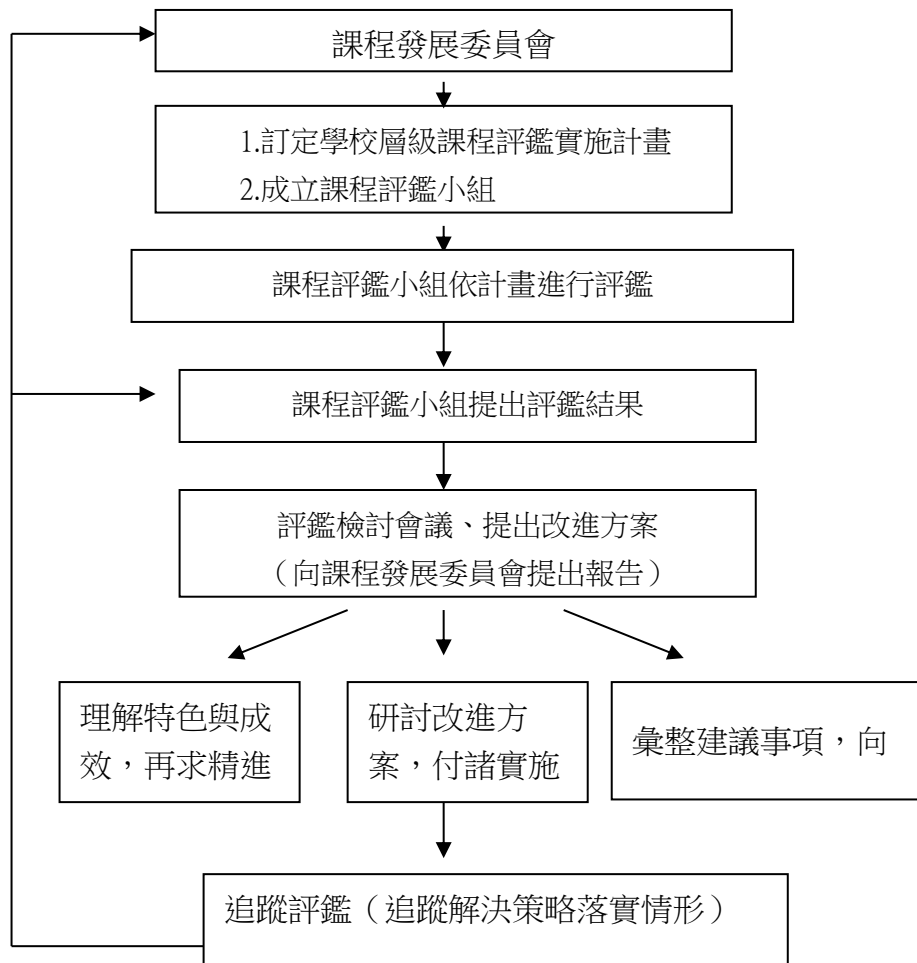 課程發展委員會
1.訂定學校層級課程評鑑實施計畫
2.成立課程評鑑小組
課程評鑑小組依計畫進行評鑑
課程評鑑小組提出評鑑結果
評鑑檢討會議、提出改進方案
（向課程發展委員會提出報告）
理解特色與成
效，再求精進
研討改進方
案，付諸實施
彙整建議事項，向
追蹤評鑑（追蹤解決策略落實情形）